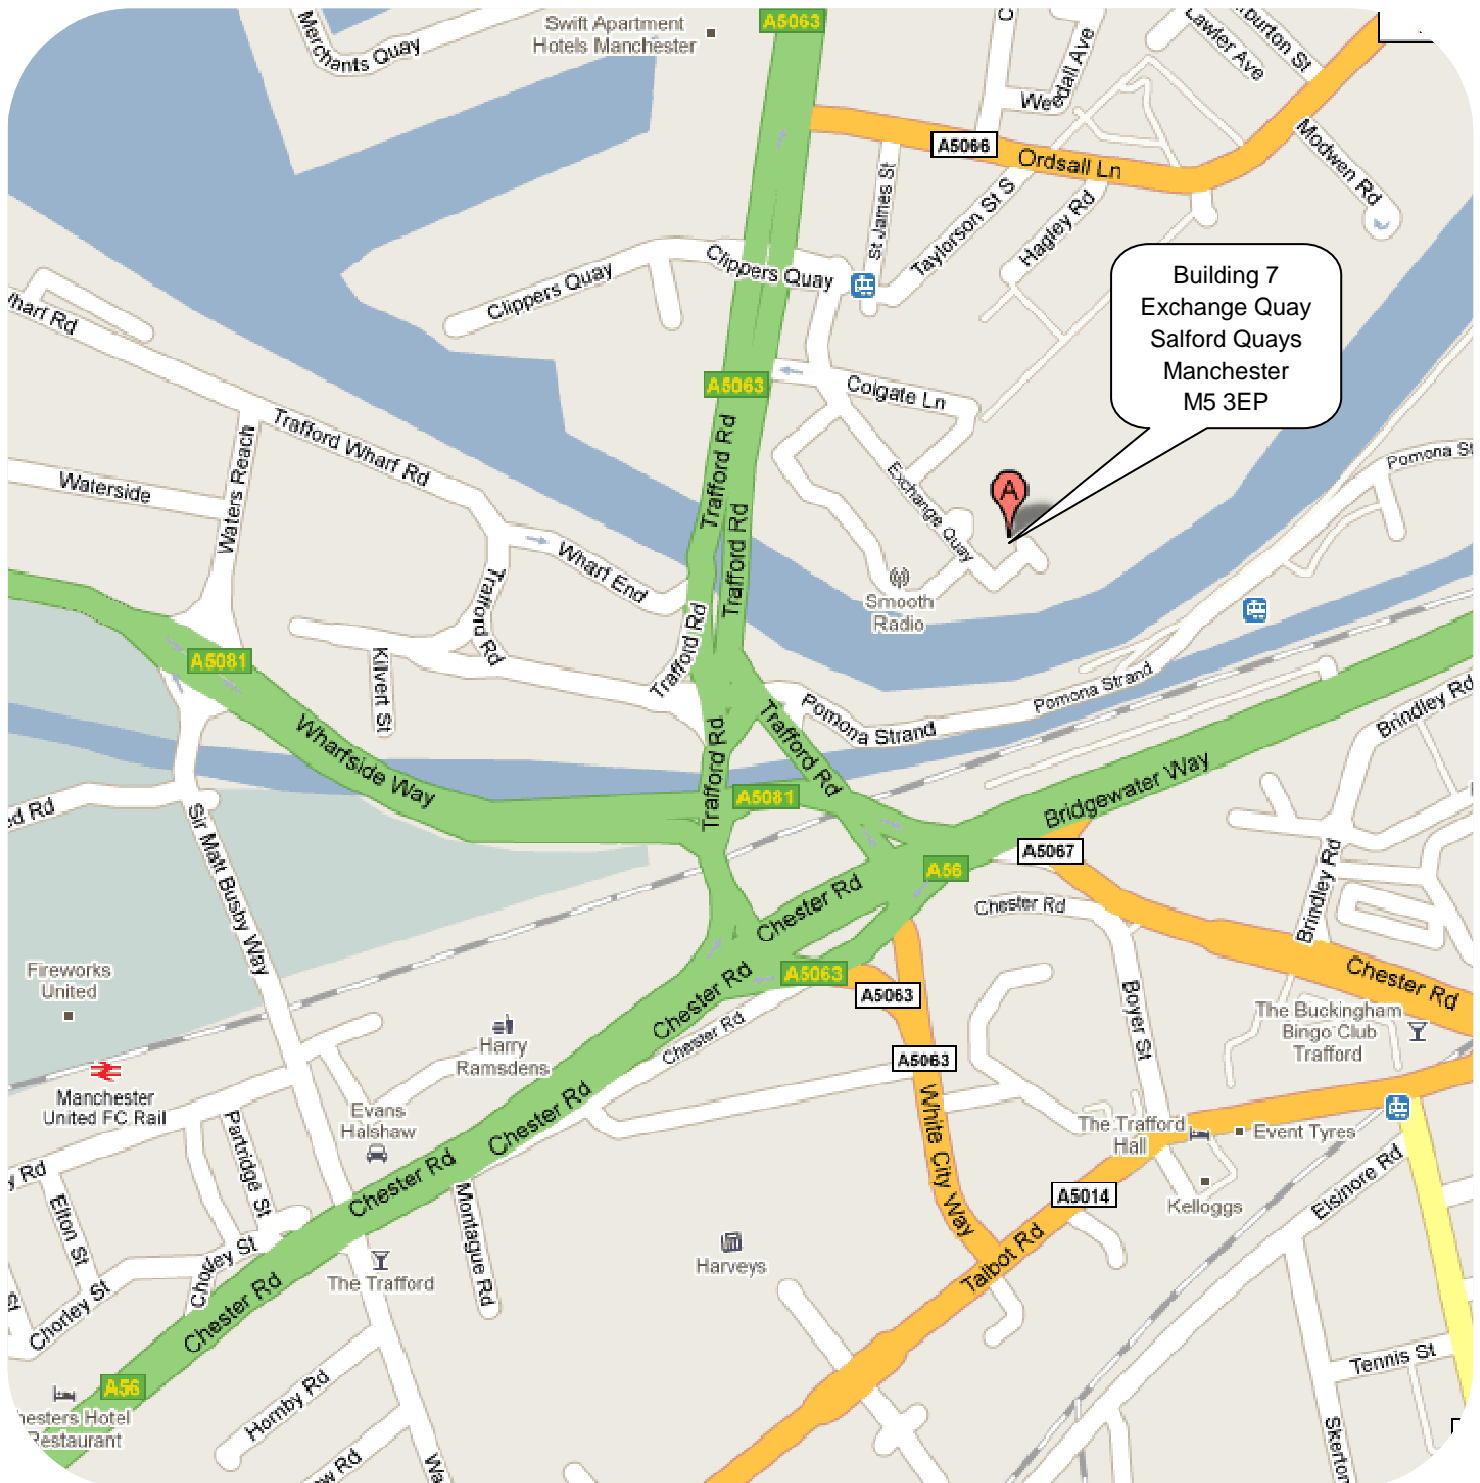 Merchants Quay
Swift Apartment
Hotels Manchester
A5063
Weedall Ave
Lawler Ave
A5066
Ordsall Ln
Modwen Rd
St James St
Taylorson St S
Hagley Rd
Clippers Quay
Clippers Quay
Building 7
Exchange Quay
Salford Quays
Manchester
M5 3EP
A5063
Colgate Ln
Trafford Wharf Rd
Waters Reach
Waterside
Trafford Rd
Trafford Rd
Exchange Quay
A
Wharf End
Trafford Rd
Trafford Rd
Smooth
Radio
A5081
Kilvert St
Pomona Strand
Pomona Strand
Brindley Rd
Wharfside Way
Trafford Rd
Trafford Rd
A5081
Bridgewater Way
Sir Matt Busby Way
A5067
A56
Chester Rd
Chester Rd
Brindley Rd
Fireworks
United
Chester Rd
A5063
A5063
Boyer St
Chester Rd
The Buckingham
Bingo Club
Trafford
Harry
Ramsdens
Chester Rd
A5063
Manchester
United FC Rail
Evans
Halshaw
Chester Rd
White City Way
The Trafford
Hall
Event Tyres
Partridge St
Elton St
Chester Rd
Montague Rd
A5014
Kelloggs
Elsinore Rd
Chorley St
Chorley St
Chorley St
Chester Rd
The Trafford
Harveys
Talbot Rd
Tennis St
A56
Hornby Rd